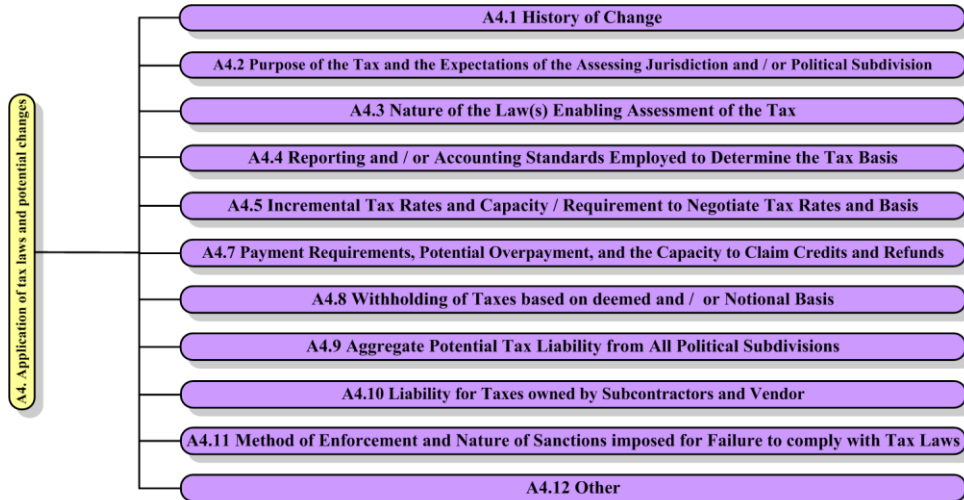 A4. Application of tax laws and potential changes
A4.1 History of Change
A4.2 Purpose of the Tax and the Expectations of the Assessing Jurisdiction and / or Political Subdivision
A4.3 Nature of the Law(s) Enabling Assessment of the Tax
A4.4 Reporting and / or Accounting Standards Employed to Determine the Tax Basis
A4.5 Incremental Tax Rates and Capacity / Requirement to Negotiate Tax Rates and Basis
A4.7 Payment Requirements, Potential Overpayment, and the Capacity to Claim Credits and Refunds
A4.8 Withholding of Taxes based on deemed and / or Notional Basis
A4.9 Aggregate Potential Tax Liability from All Political Subdivisions
A4.10 Liability for Taxes owned by Subcontractors and Vendor
A4.11 Method of Enforcement and Nature of Sanctions imposed for Failure to comply with Tax Laws
A4.12 Other